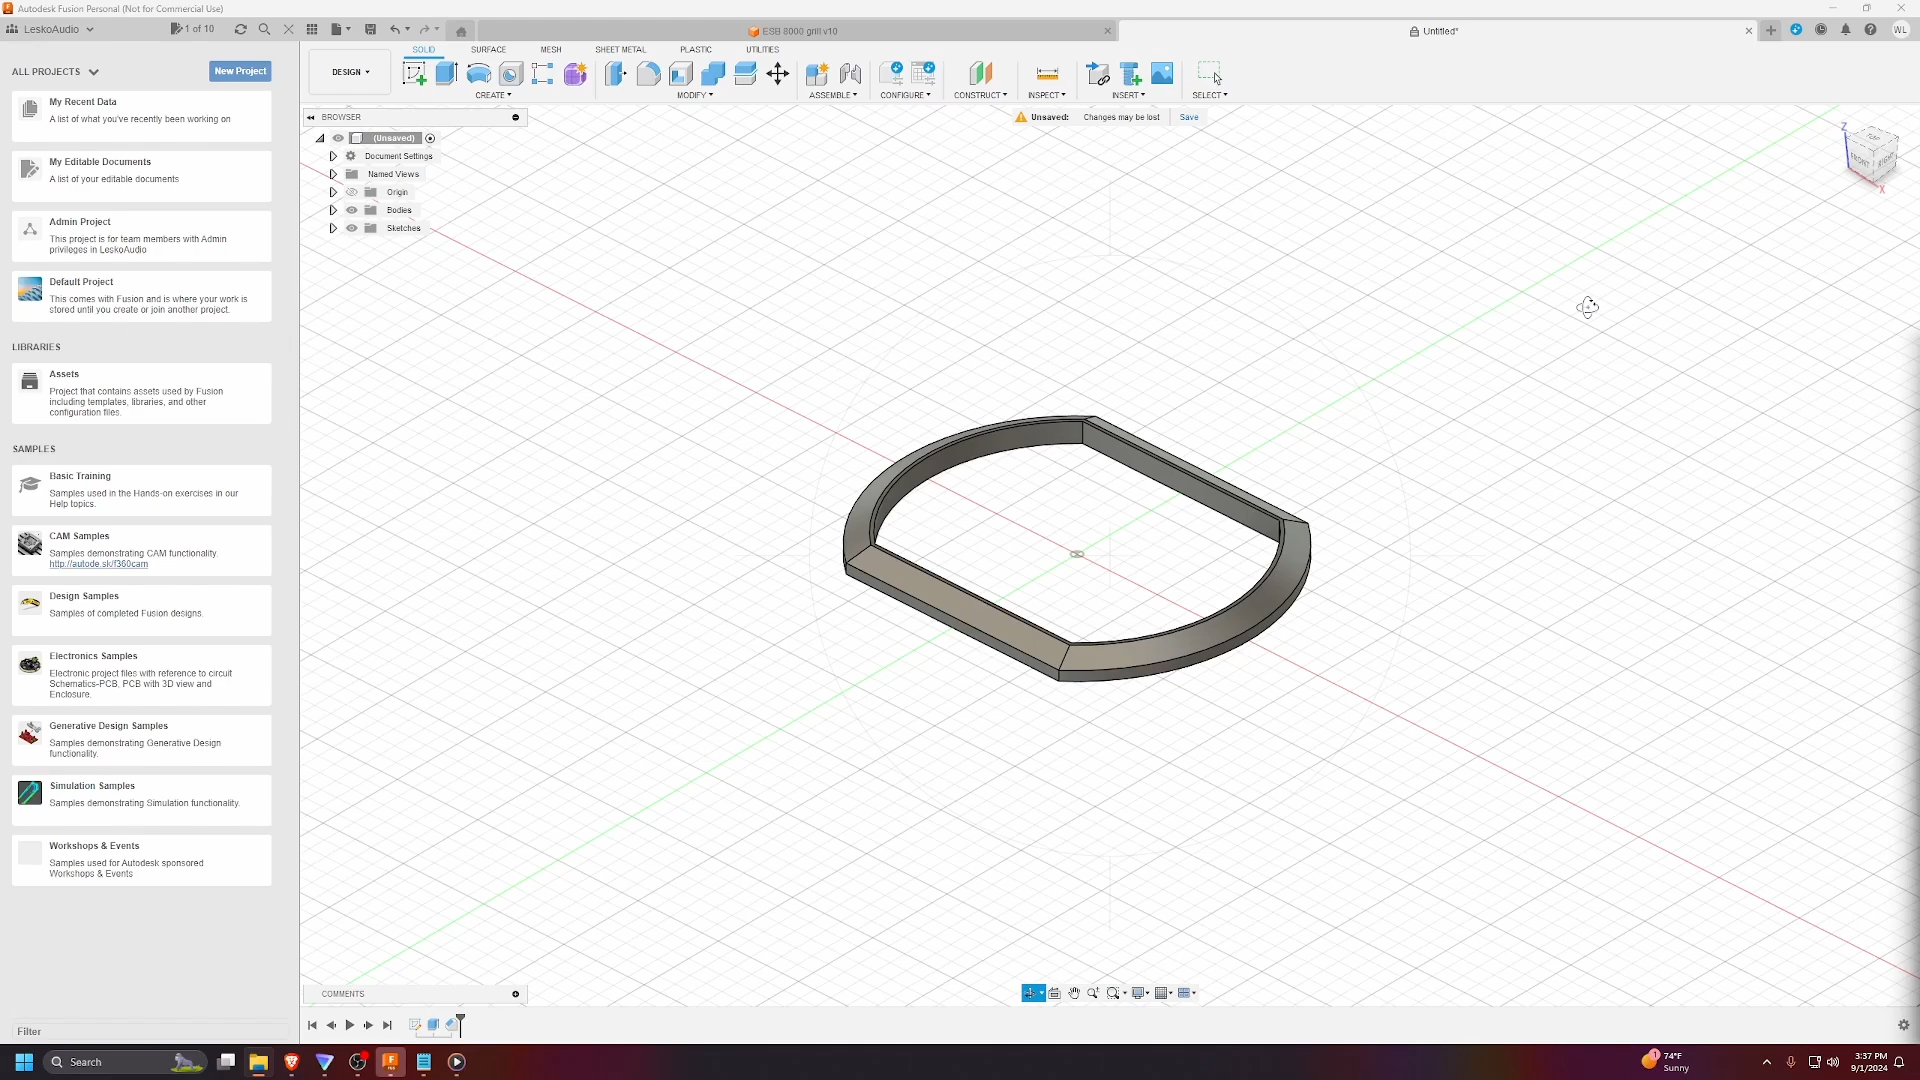 Autodesk Fusion Personal (Not for Commercial Use)
LeskoAudio
1 of 10
ESB 8000 grill v10
Untitled*
WL
SOLID
SURFACE
MESH
SHEET METAL
PLASTIC
UTILITIES
DESIGN
CREATE
MODIFY
ASSEMBLE
CONFIGURE
CONSTRUCT
INSPECT
INSERT
SELECT
ALL PROJECTS
New Project
My Recent Data
A list of what you've recently been working on
My Editable Documents
A list of your editable documents
Admin Project
This project is for team members with Admin
privileges in LeskoAudio
Default Project
This comes with Fusion and is where your work is
stored until you create or join another project.
LIBRARIES
Assets
Project that contains assets used by Fusion
including templates, libraries, and other
configuration files.
SAMPLES
Basic Training
Samples used in the Hands-on exercises in our
Help topics.
CAM Samples
Samples demonstrating CAM functionality.
http://autode.sk/f360cam
Design Samples
Samples of completed Fusion designs.
Electronics Samples
Electronic project files with reference to circuit
Schematics-PCB, PCB with 3D view and
Enclosure.
Generative Design Samples
Samples demonstrating Generative Design
functionality.
Simulation Samples
Samples demonstrating Simulation functionality.
Workshops & Events
Samples used for Autodesk sponsored
Workshops & Events
Filter
BROWSER
(Unsaved)
Document Settings
Named Views
Origin
Bodies
Sketches
Unsaved: Changes may be lost Save
Z
TOP
FRONT
RIGHT
X
COMMENTS
Search
1
74°F
Sunny
3:37 PM
9/1/2024